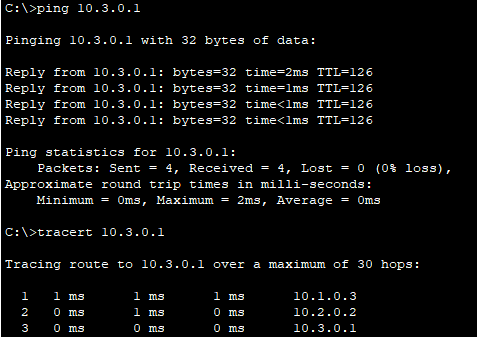 C:\>ping 10.3.0.1
Pinging 10.3.0.1 with 32 bytes of data:
Reply from 10.3.0.1: bytes=32 time=2ms TTL=126
Reply from 10.3.0.1: bytes=32 time=1ms TTL=126
Reply from 10.3.0.1: bytes=32 time<1ms TTL=126
Reply from 10.3.0.1: bytes=32 time<1ms TTL=126
Ping statistics for 10.3.0.1:
Packets: Sent = 4, Received = 4, Lost = 0 (0% loss),
Approximate round trip times in milli-seconds:
Minimum = 0ms, Maximum = 2ms, Average = 0ms
C:\>tracert 10.3.0.1
Tracing route to 10.3.0.1 over a maximum of 30 hops:
1 1 ms 1 ms 1 ms 10.1.0.3
2 0 ms 1 ms 0 ms 10.2.0.2
3 0 ms 0 ms 0 ms 10.3.0.1